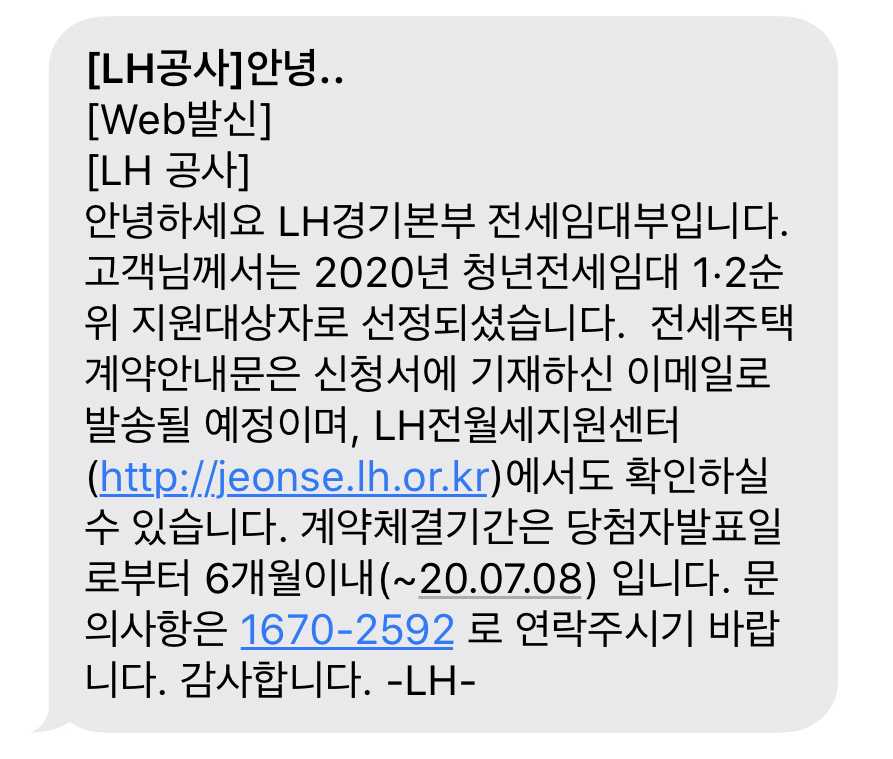 [LH공사]안녕..
[Web발신]
[LH 공사]
안녕하세요 LH경기본부 전세임대부입니다.
고객님께서는 2020년 청년전세임대 1·2순
위 지원대상자로 선정되셨습니다.  전세주택
계약안내문은 신청서에 기재하신 이메일로
발송될 예정이며, LH전월세지원센터
(http://jeonse.lh.or.kr)에서도 확인하실
수 있습니다. 계약체결기간은 당첨자발표일
로부터 6개월이내(~20.07.08) 입니다. 문
의사항은 1670-2592 로 연락주시기 바랍
니다. 감사합니다. -LH-